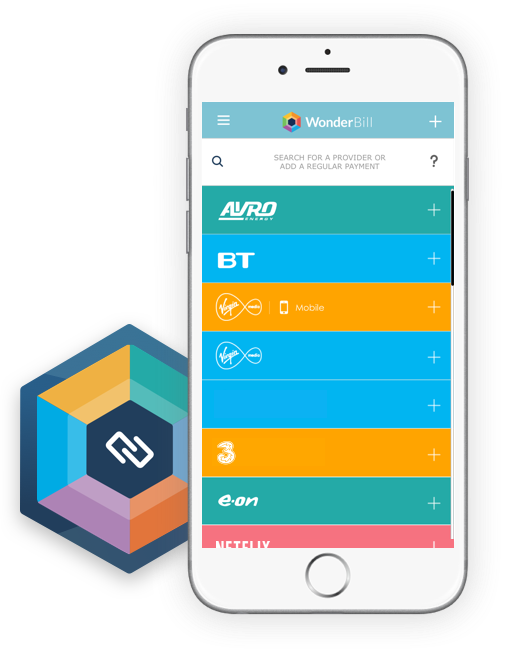 WonderBill
SEARCH FOR A PROVIDER OR
ADD A REGULAR PAYMENT
?
AVRO
ENERGY
BT
Virgin media
Mobile
Virgin media
3
e·on
NETFLIX